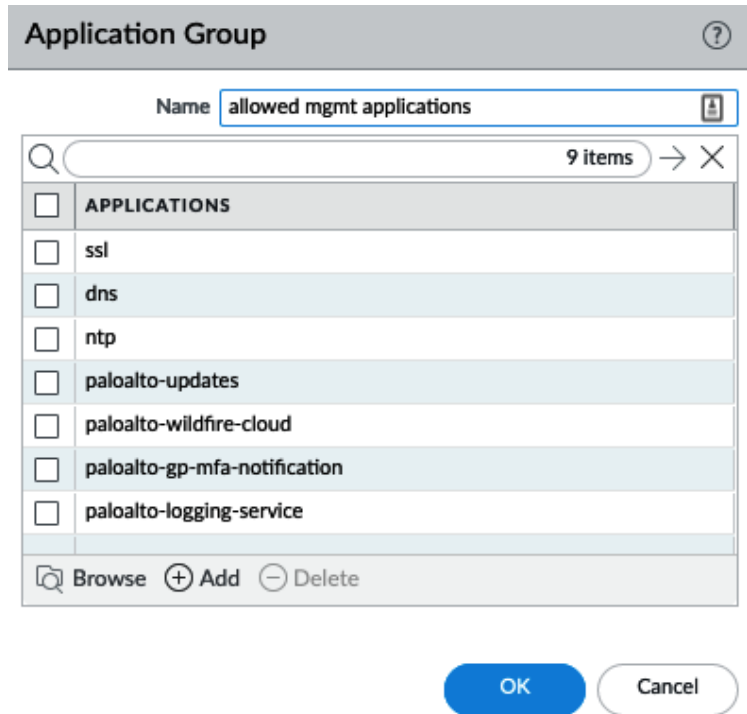 Application Group
Name allowed mgmt applications
9 items
APPLICATIONS
ssl
dns
ntp
paloalto-updates
paloalto-wildfire-cloud
paloalto-gp-mfa-notification
paloalto-logging-service
Browse Add Delete
OK Cancel